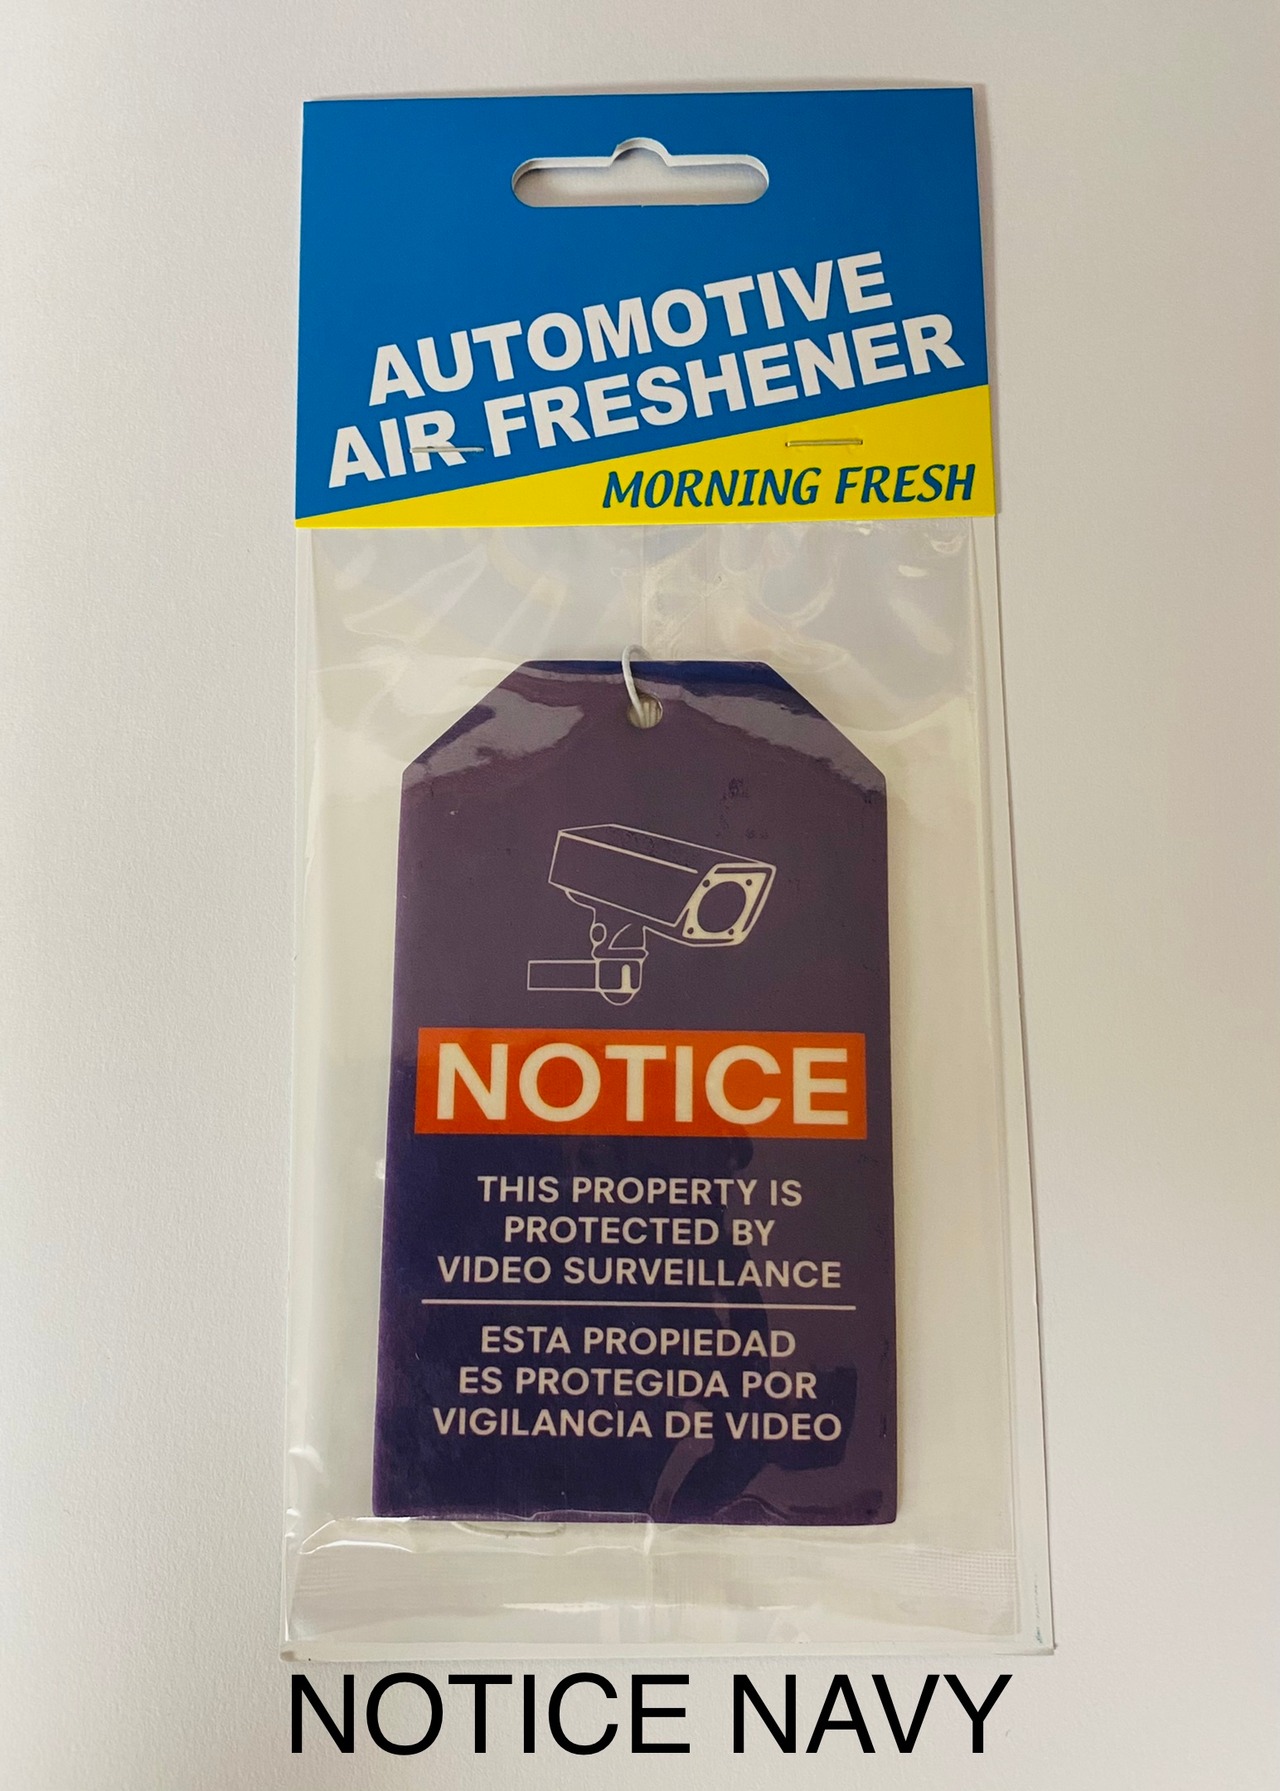 AUTOMOTIVE
AIR FRESHENER
MORNING FRESH
NOTICE
THIS PROPERTY IS
PROTECTED BY
VIDEO SURVEILLANCE
ESTA PROPIEDAD
ES PROTEGIDA POR
VIGILANCIA DE VIDEO
NOTICE NAVY